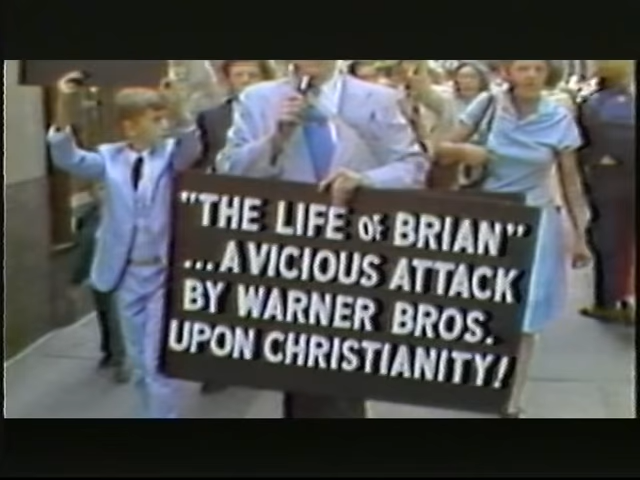 "THE LIFE of BRIAN"
...A VICIOUS ATTACK
BY WARNER BROS.
UPON CHRISTIANITY!